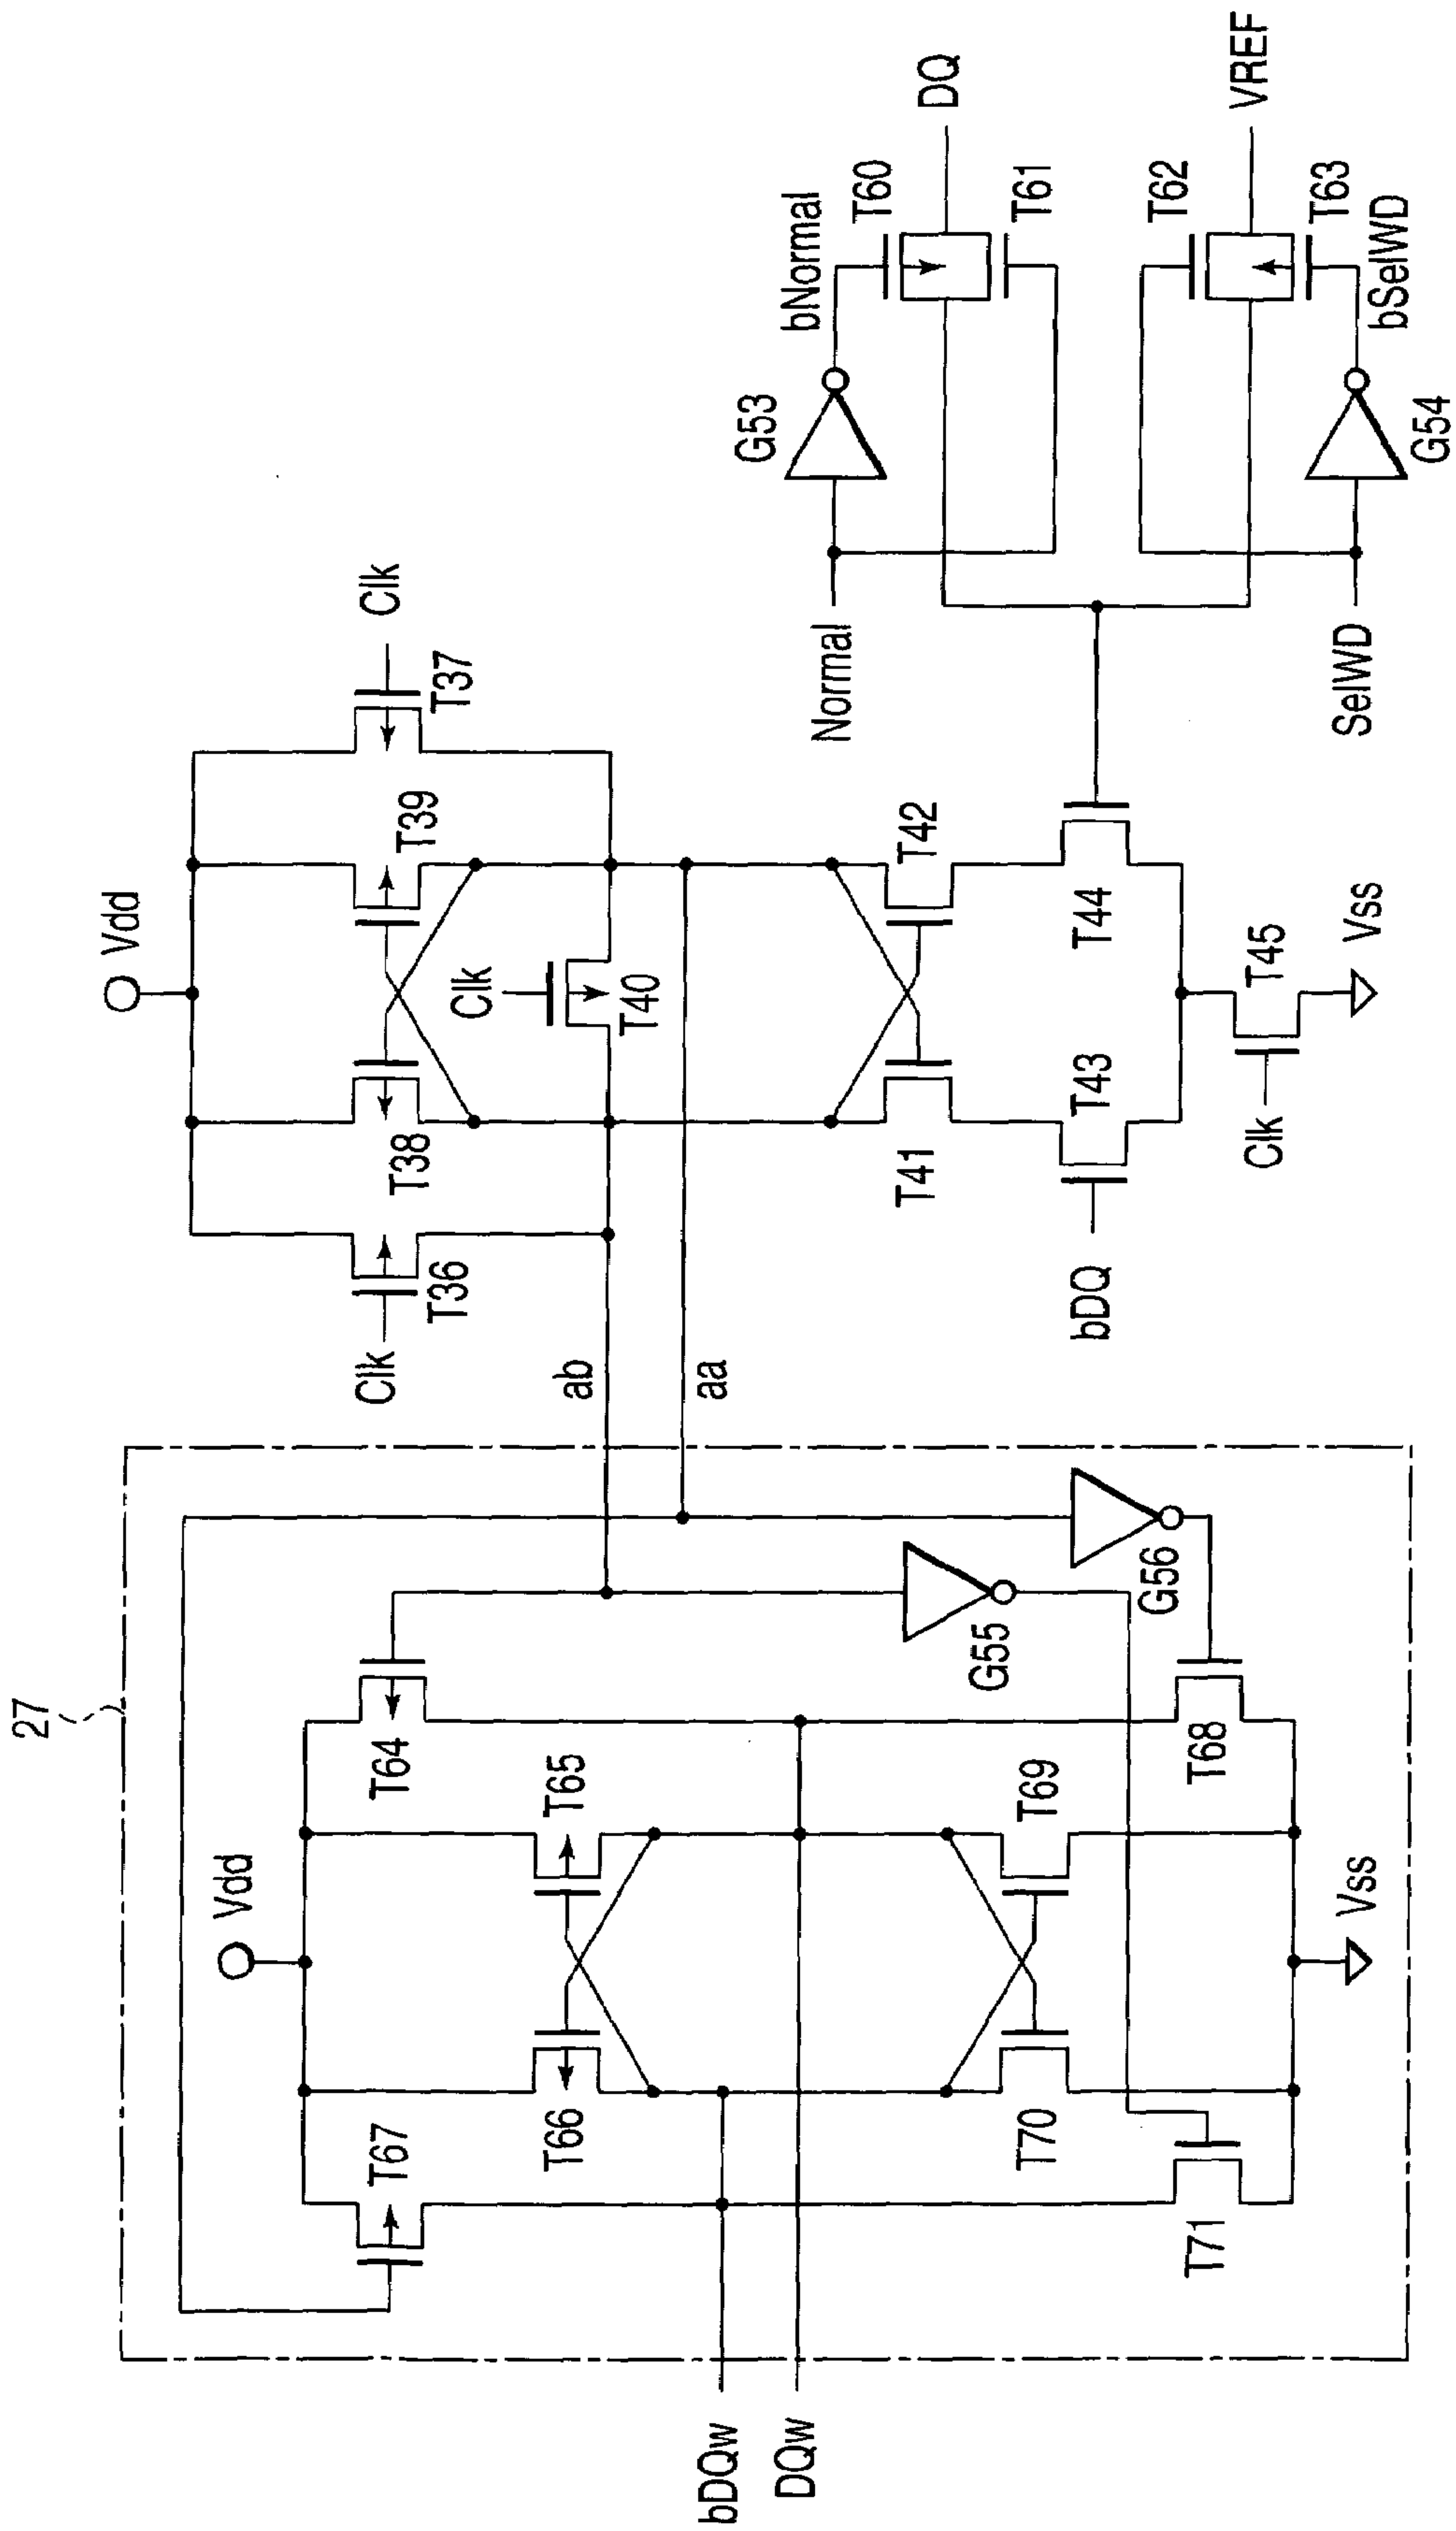 27
Vdd
Vdd
Clk
T36
T38
T39
T37
Clk
Clk
T40
ab
aa
T67
T66
T65
T64
T41
T42
bDQ
T43
T44
Clk
T45
Vss
bDQw
DQw
T70
T69
G55
G56
T71
T68
Vss
Normal
G53
bNormal
T60
DQ
T61
T62
VREF
T63
SelWD
G54
bSelWD